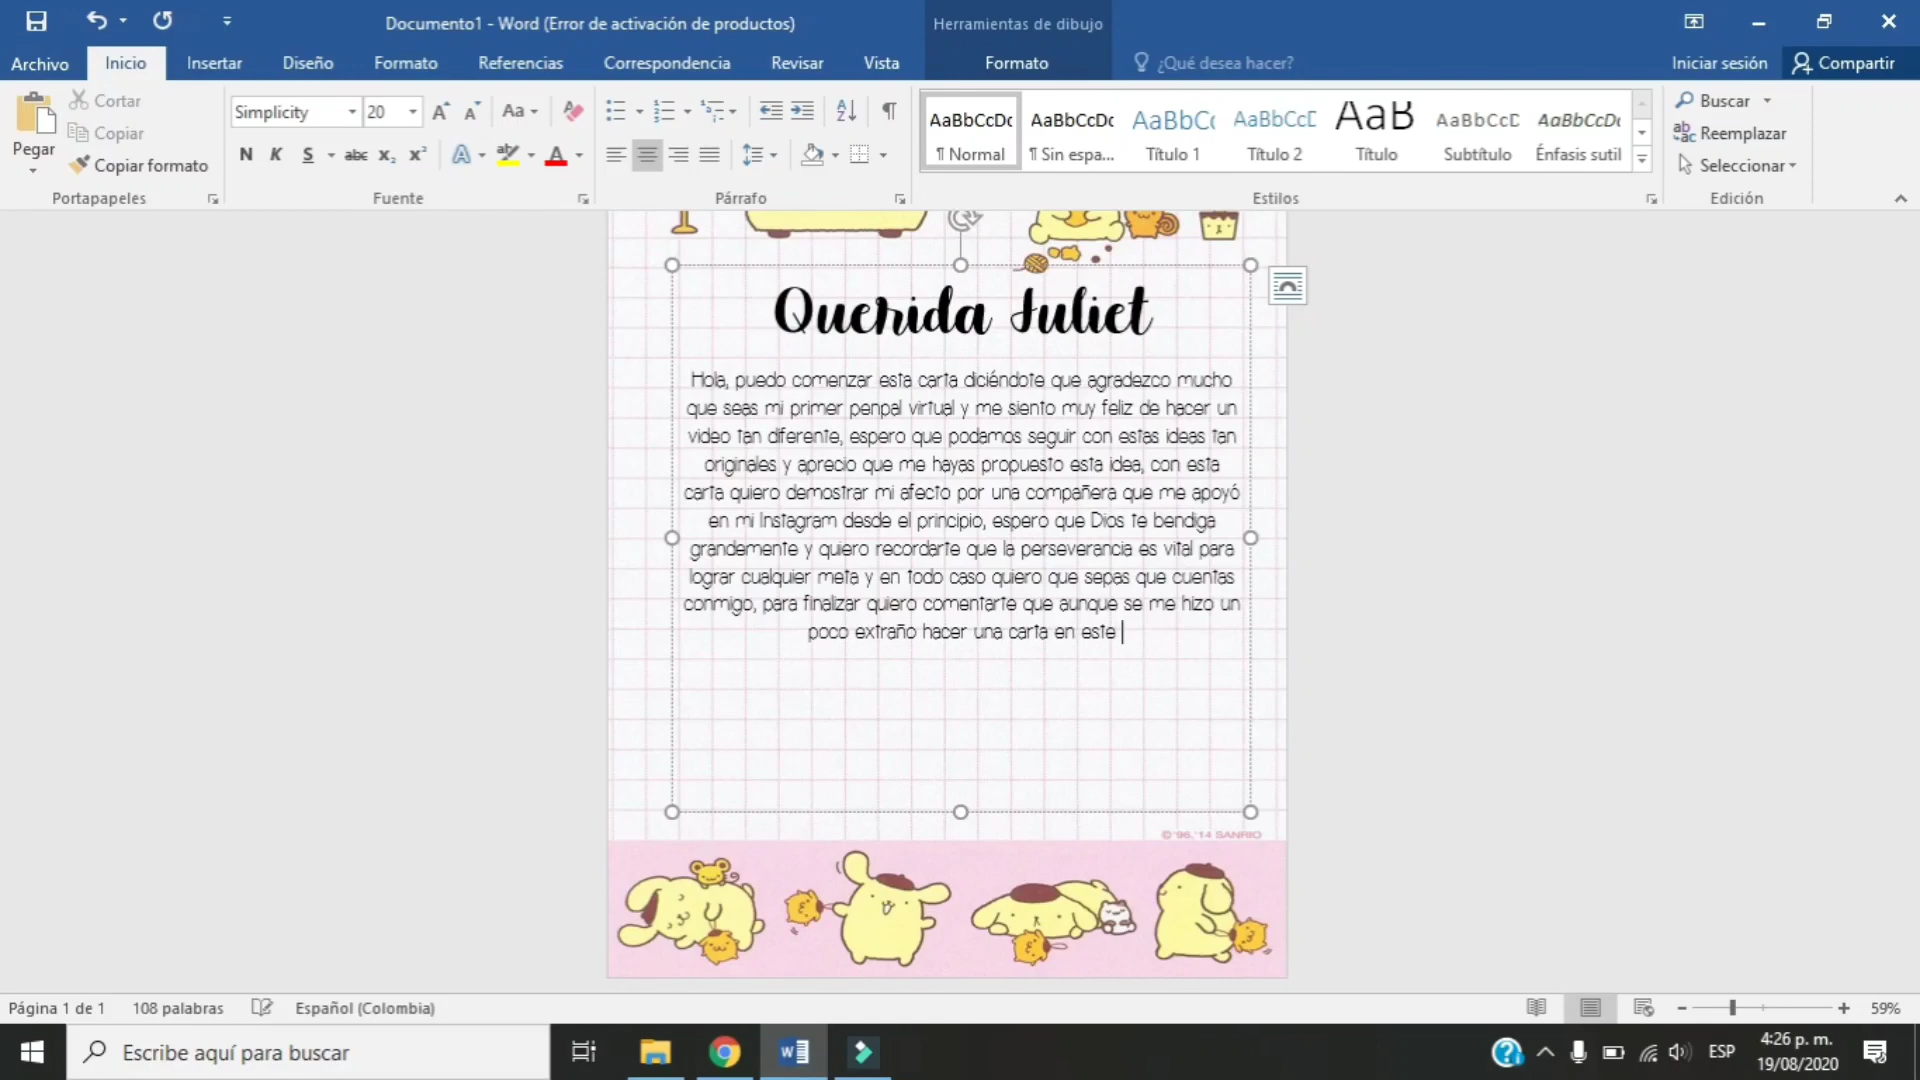 Documento1 - Word (Error de activación de productos)
Herramientas de dibujo
Archivo Inicio Insertar Diseño Formato Referencias Correspondencia Revisar Vista Formato ¿Qué desea hacer? Iniciar sesión Compartir
Pegar
Cortar
Copiar
Copiar formato
Portapapeles
Simplicity 20 Aa
N K S abc x₂ x² A aby A
Fuente
Párrafo
AaBbCcDc AaBbCcDc AaBbCc AaBbCcD AaB AaBbCcD AaBbCcDc
¶ Normal ¶ Sin espa... Título 1 Título 2 Título Subtítulo Énfasis sutil
Estilos
Buscar
Reemplazar
Seleccionar
Edición
Querida Juliet
Hola, puedo comenzar esta carta diciéndote que agradezco mucho
que seas mi primer penpal virtual y me siento muy feliz de hacer un
video tan diferente, espero que podamos seguir con estas ideas tan
originales y aprecio que me hayas propuesto esta idea, con esta
carta quiero demostrar mi afecto por una compañera que me apoyó
en mi Instagram desde el principio, espero que Dios te bendiga
grandemente y quiero recordarte que la perseverancia es vital para
lograr cualquier meta y en todo caso quiero que sepas que cuentas
conmigo, para finalizar quiero comentarte que aunque se me hizo un
poco extraño hacer una carta en este
©'96,'14 SANRIO
Página 1 de 1 108 palabras Español (Colombia) 59%
Escribe aquí para buscar
ESP
4:26 p. m.
19/08/2020